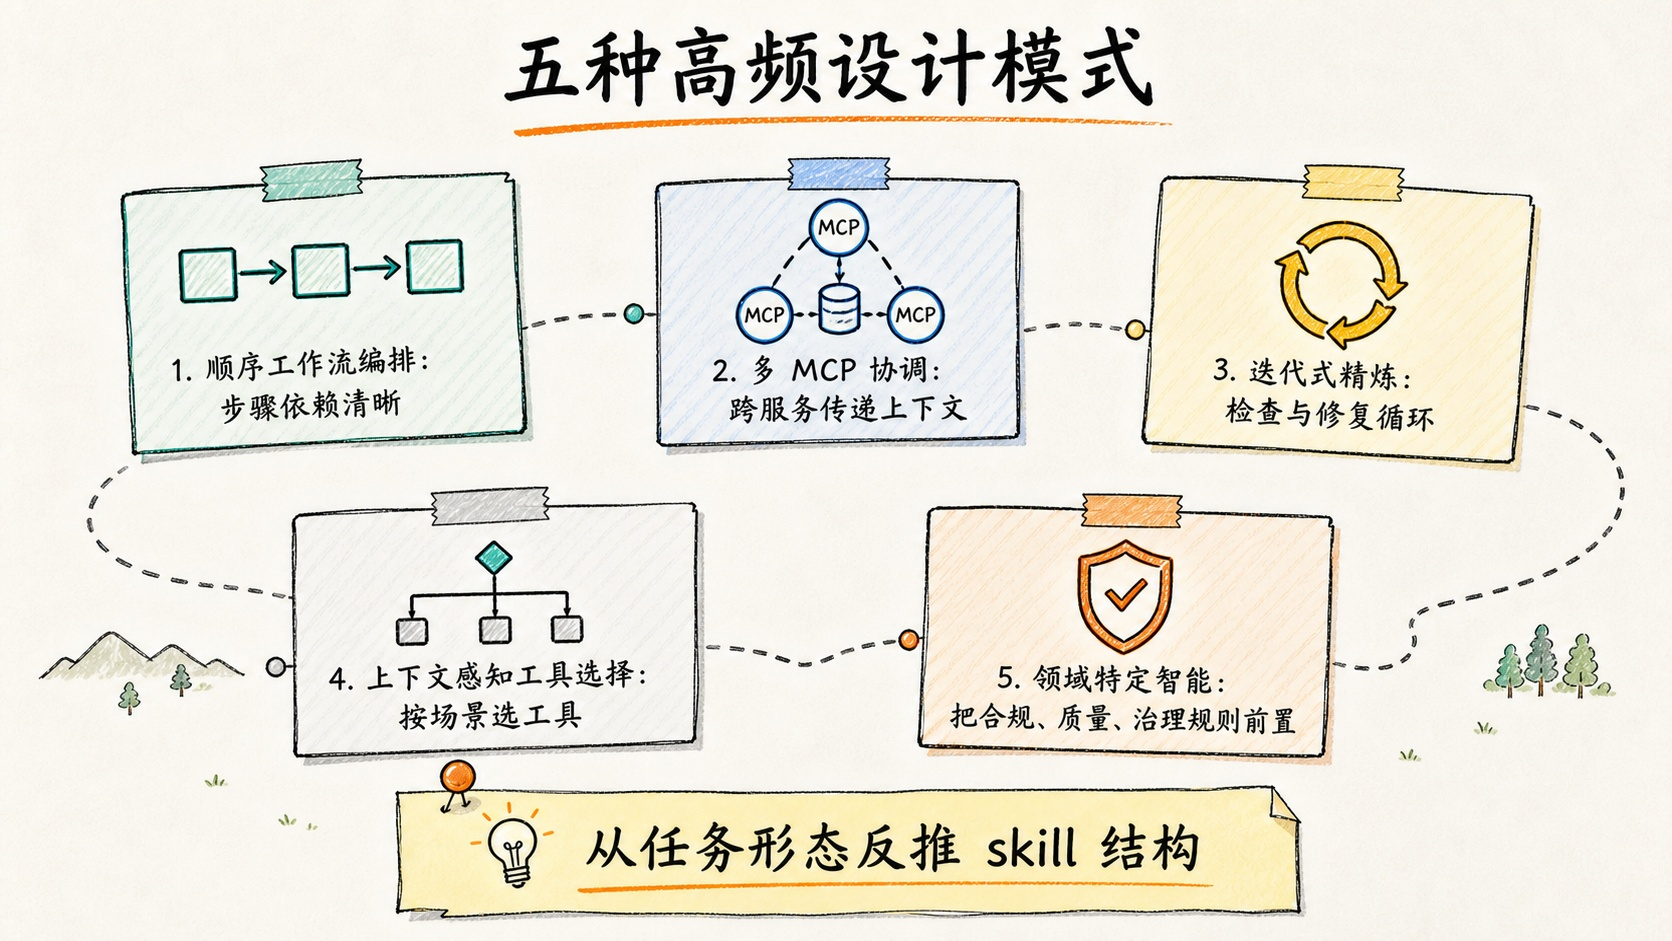 五种高频设计模式
1. 顺序工作流编排：
步骤依赖清晰
MCP
MCP
MCP
2. 多 MCP 协调：
跨服务传递上下文
3. 迭代式精炼：
检查与修复循环
4. 上下文感知工具选择：
按场景选工具
5. 领域特定智能：
把合规、质量、治理规则前置
从任务形态反推 skill 结构